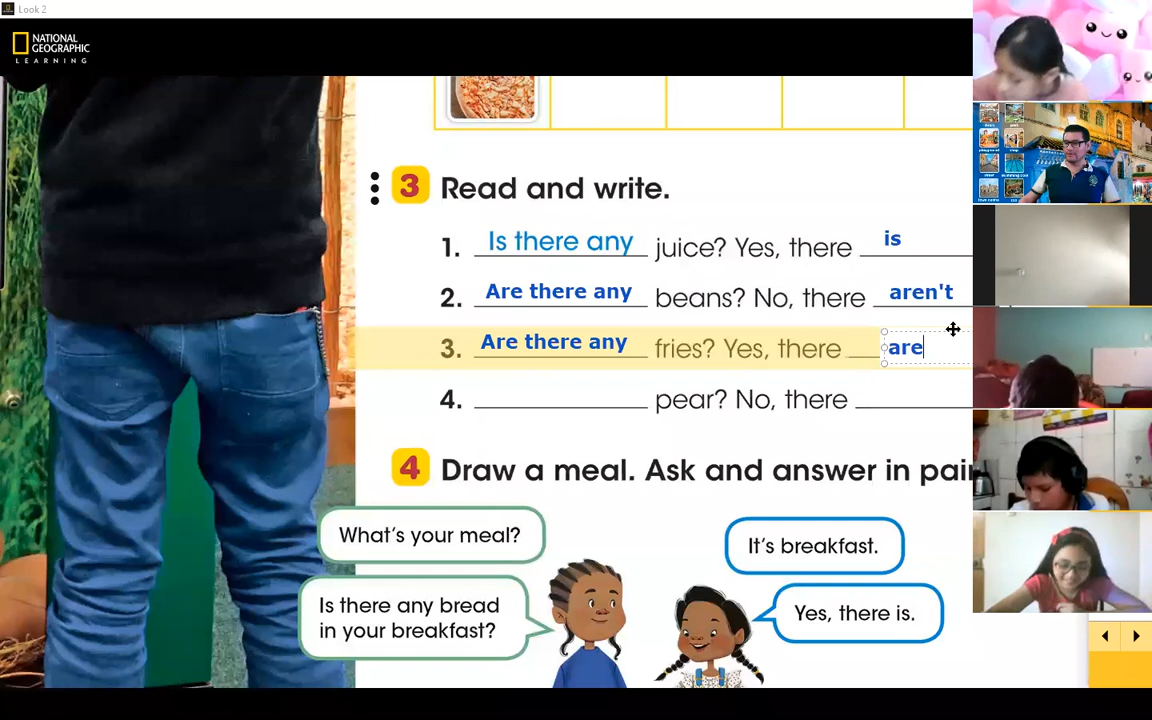 Look 2
NATIONAL
GEOGRAPHIC
LEARNING
3 Read and write.
1. Is there any juice? Yes, there is
2. Are there any beans? No, there aren't
3. Are there any fries? Yes, there are
4. ____________ pear? No, there ________
4 Draw a meal. Ask and answer in pai
What's your meal?
It's breakfast.
Is there any bread
in your breakfast?
Yes, there is.